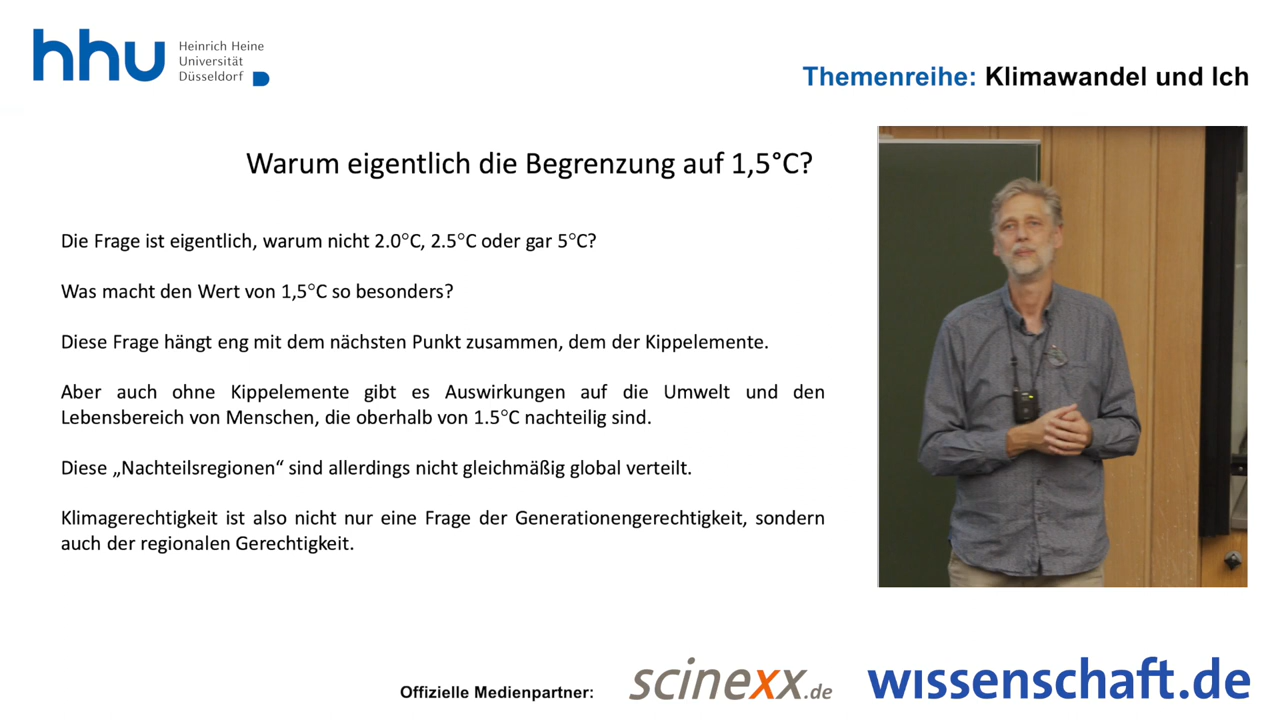 hhu Heinrich Heine
Universität
Düsseldorf
Themenreihe: Klimawandel und Ich
Warum eigentlich die Begrenzung auf 1,5°C?
Die Frage ist eigentlich, warum nicht 2.0°C, 2.5°C oder gar 5°C?
Was macht den Wert von 1,5°C so besonders?
Diese Frage hängt eng mit dem nächsten Punkt zusammen, dem der Kippelemente.
Aber auch ohne Kippelemente gibt es Auswirkungen auf die Umwelt und den
Lebensbereich von Menschen, die oberhalb von 1.5°C nachteilig sind.
Diese „Nachteilsregionen“ sind allerdings nicht gleichmäßig global verteilt.
Klimagerechtigkeit ist also nicht nur eine Frage der Generationengerechtigkeit, sondern
auch der regionalen Gerechtigkeit.
Offizielle Medienpartner: scinexx.de wissenschaft.de